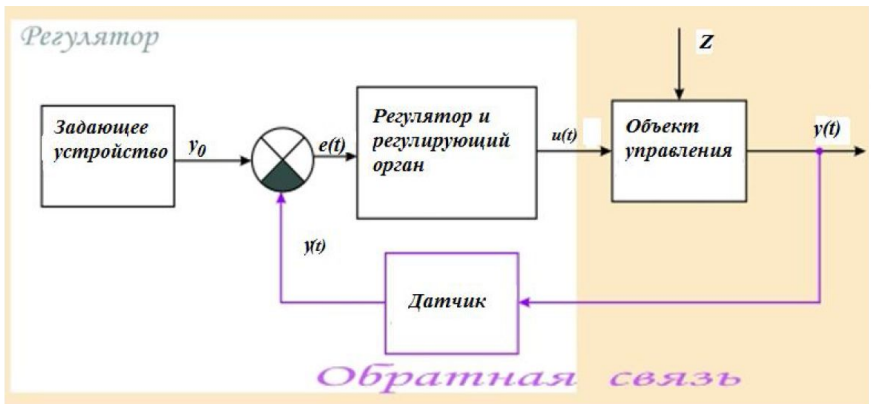 Регулятор
Z
Задающее
устройство
y0
e(t)
Регулятор и
регулирующий
орган
u(t)
Объект
управления
y(t)
y(t)
Датчик
Обратная связь